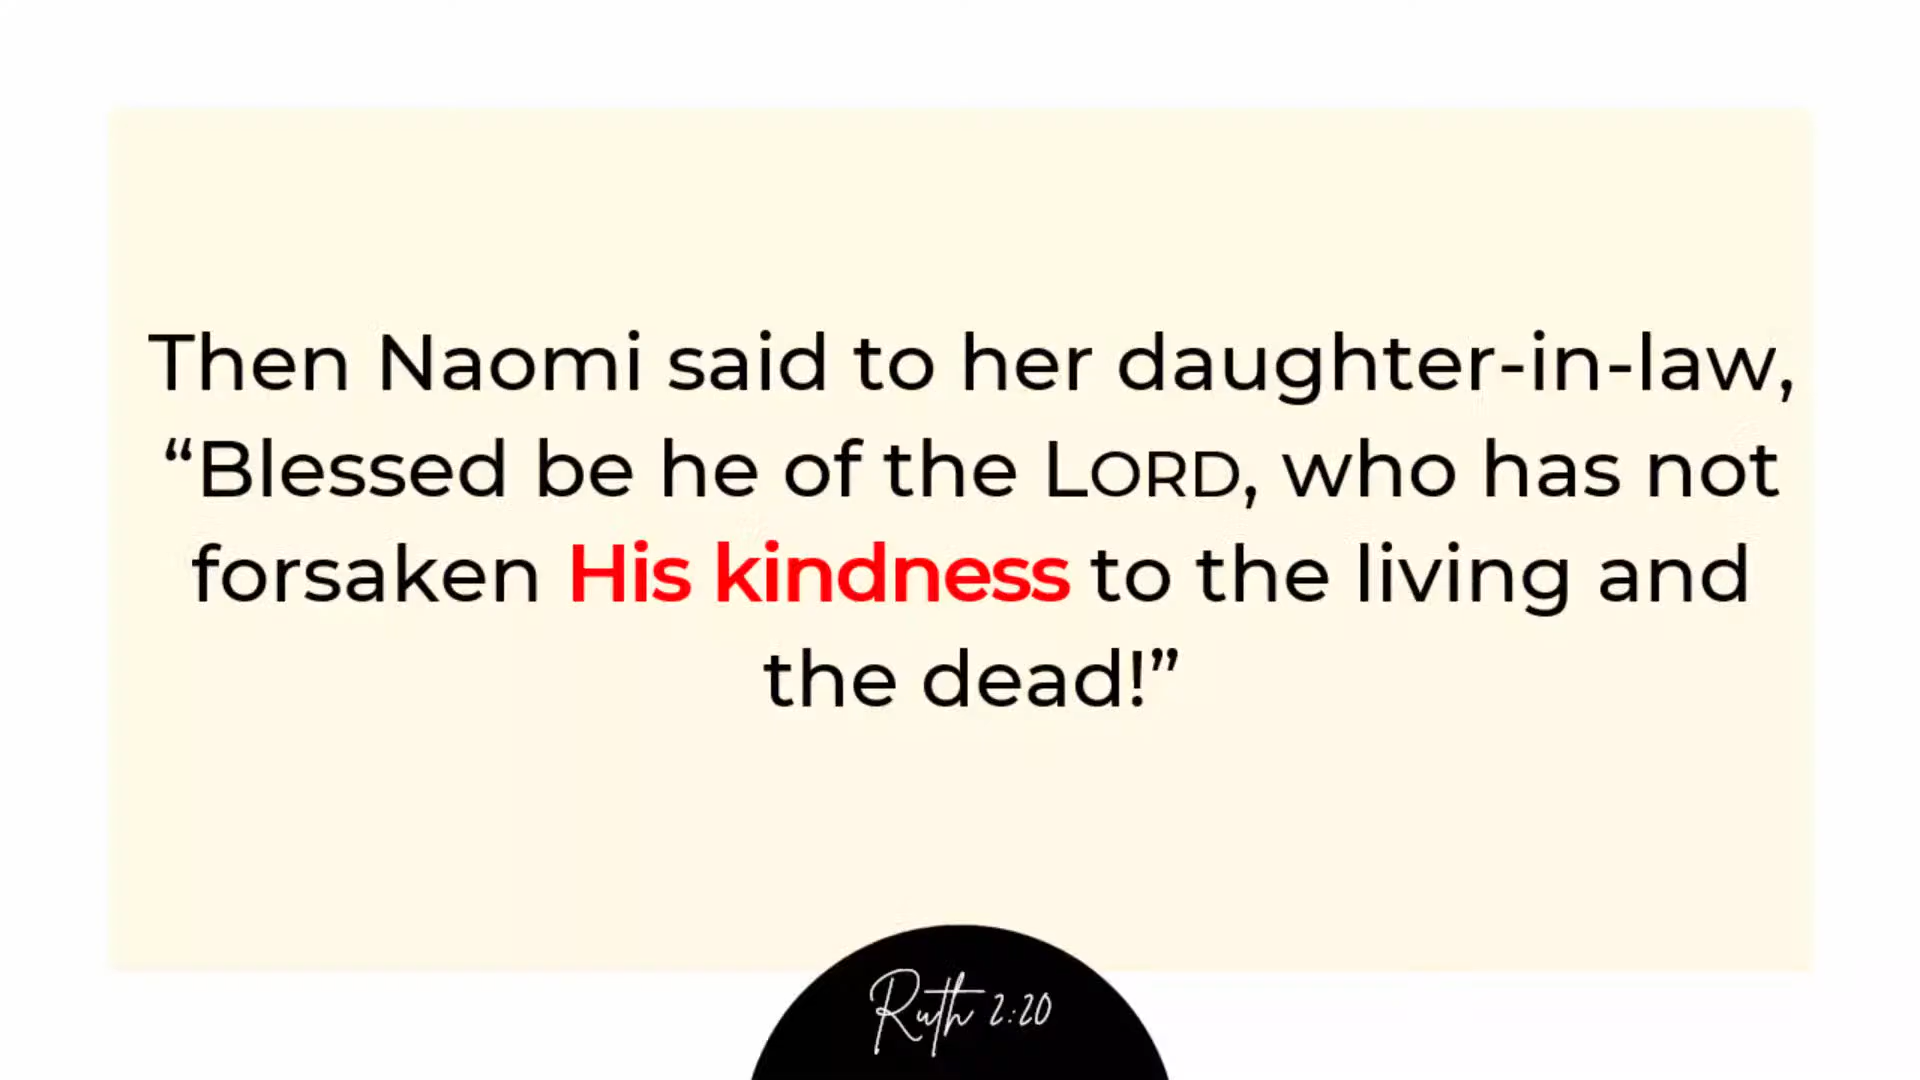 Then Naomi said to her daughter-in-law,
“Blessed be he of the LORD, who has not
forsaken His kindness to the living and
the dead!”
Ruth 2:20